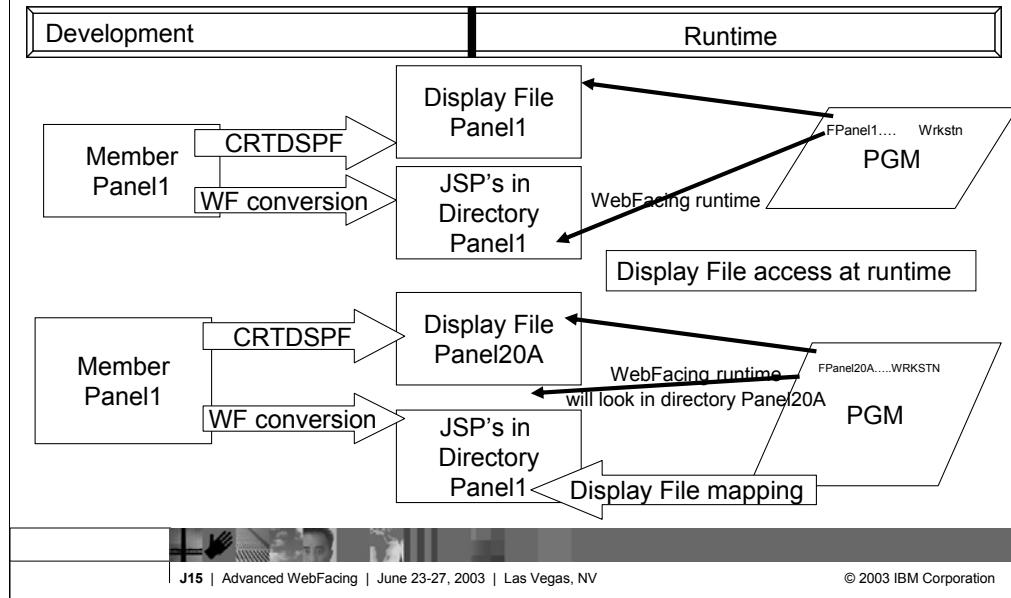 Development
Runtime
Member
Panel1
CRTDSPF
WF conversion
Display File
Panel1
JSP's in
Directory
Panel1
FPanel1…. Wrkstn
PGM
WebFacing runtime
Display File access at runtime
Member
Panel1
CRTDSPF
WF conversion
Display File
Panel20A
JSP's in
Directory
Panel1
WebFacing runtime
will look in directory Panel20A
FPanel20A…..WRKSTN
PGM
Display File mapping
J15 | Advanced WebFacing | June 23-27, 2003 | Las Vegas, NV
© 2003 IBM Corporation